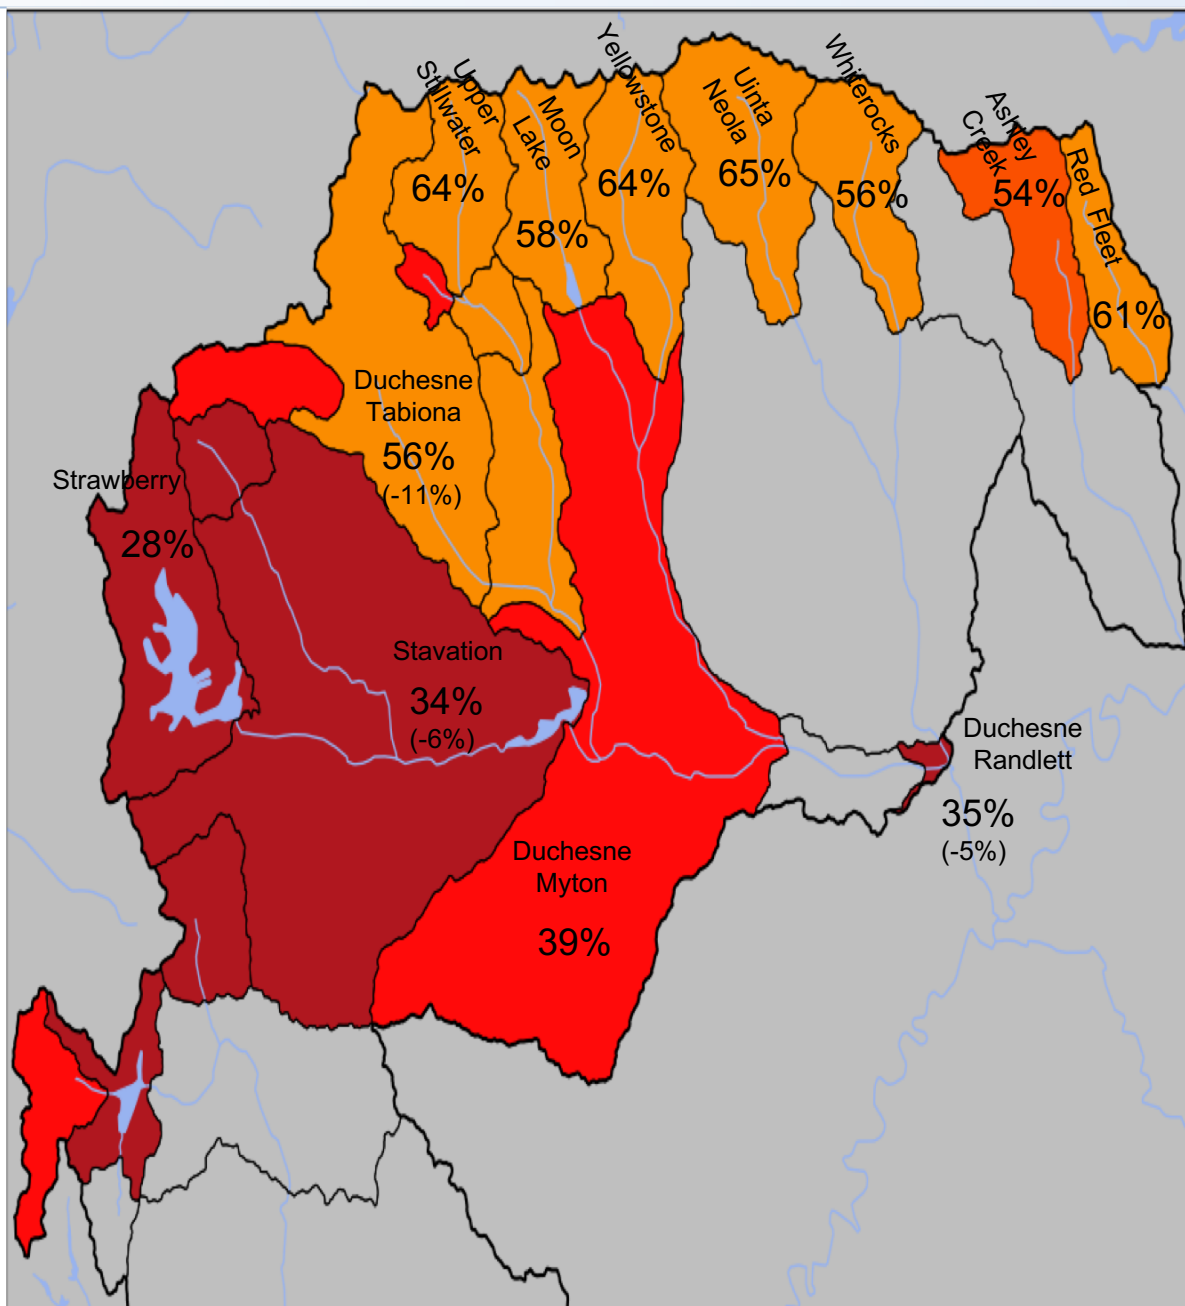 Upper
Stillwater
64%
Moon
Lake
58%
Yellowstone
64%
Uinta
Neola
65%
Whiterocks
56%
Ashley
Creek
54%
Red Fleet
61%
Duchesne
Tabiona
56%
(-11%)
Strawberry
28%
Stavation
34%
(-6%)
Duchesne
Randlett
35%
(-5%)
Duchesne
Myton
39%